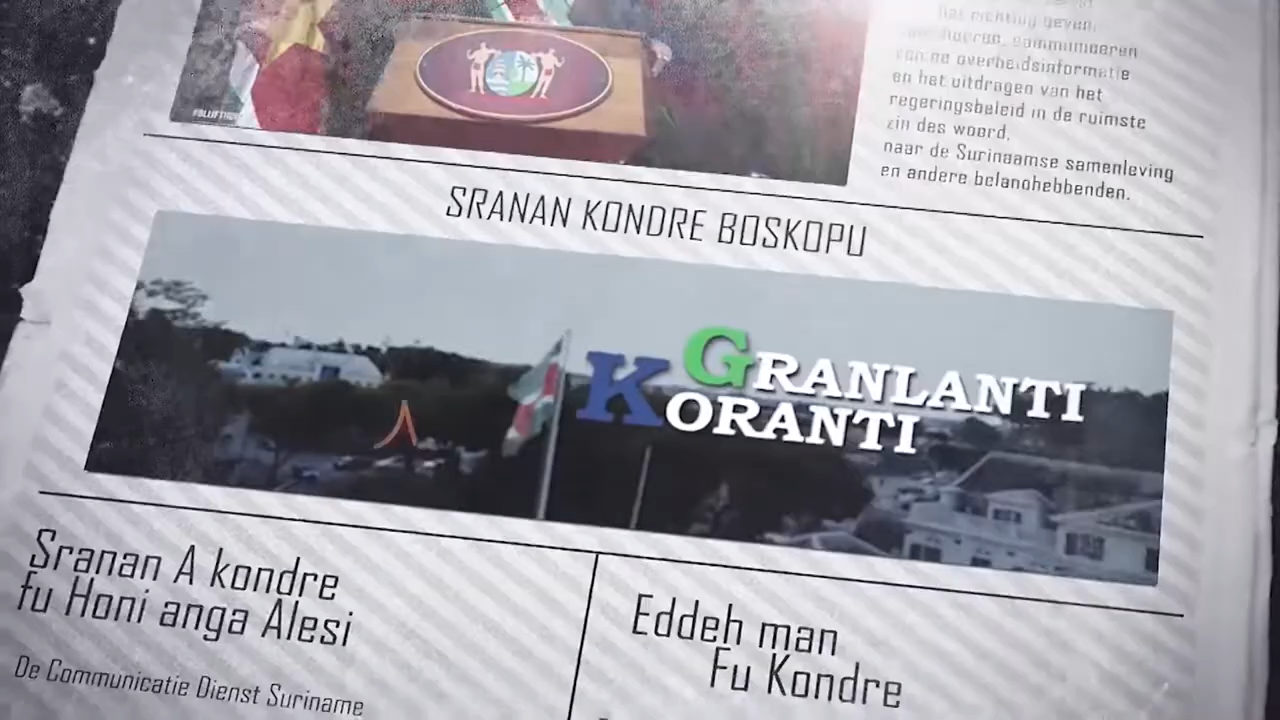 het richting geven,
communiceren
van de overheidsinformatie
en het uitdragen van het
regeringsbeleid in de ruimste
zin des woord,
naar de Surinaamse samenleving
en andere belanghebbenden.
SRANAN KONDRE BOSKOPU
GRANLANTI
KORANTI
Sranan A kondre
fu Honi anga Alesi
De Communicatie Dienst Suriname
Eddeh man
Fu Kondre